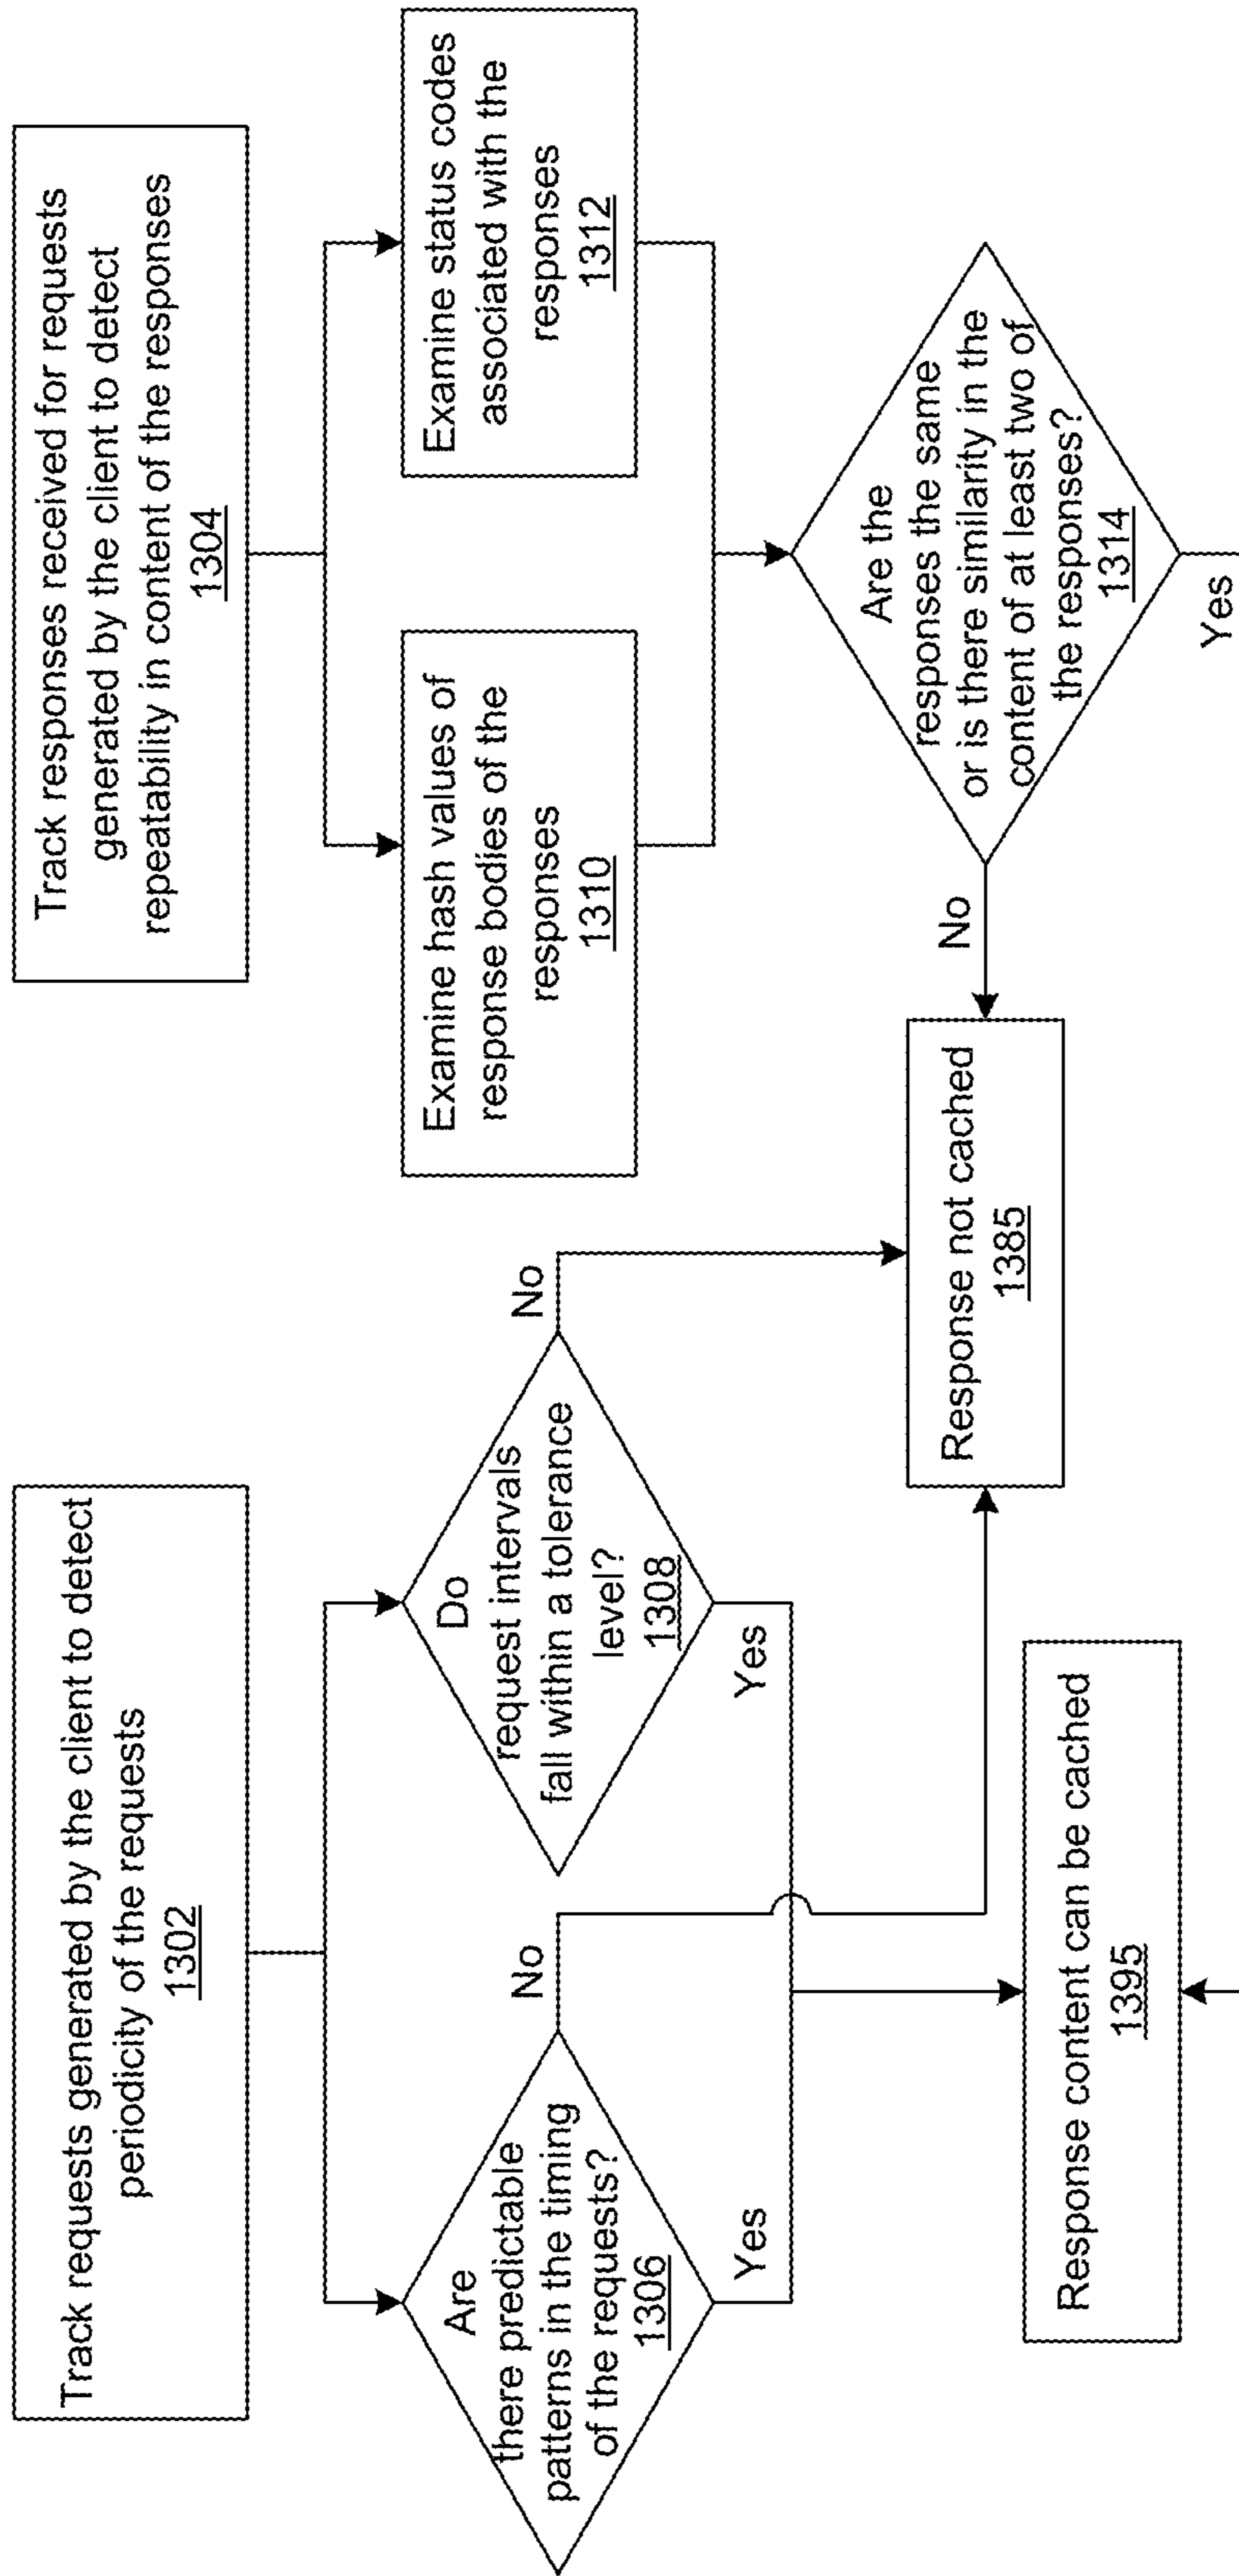 Track requests generated by the client to detect
periodicity of the requests
1302
Are
there predictable
patterns in the timing
of the requests?
1306
No
Yes
Do
request intervals
fall within a tolerance
level?
1308
No
Yes
Response content can be cached
1395
Response not cached
1385
Track responses received for requests
generated by the client to detect
repeatability in content of the responses
1304
Examine hash values of
response bodies of the
responses
1310
Examine status codes
associated with the
responses
1312
Are the
responses the same
or is there similarity in the
content of at least two of
the responses?
1314
No
Yes